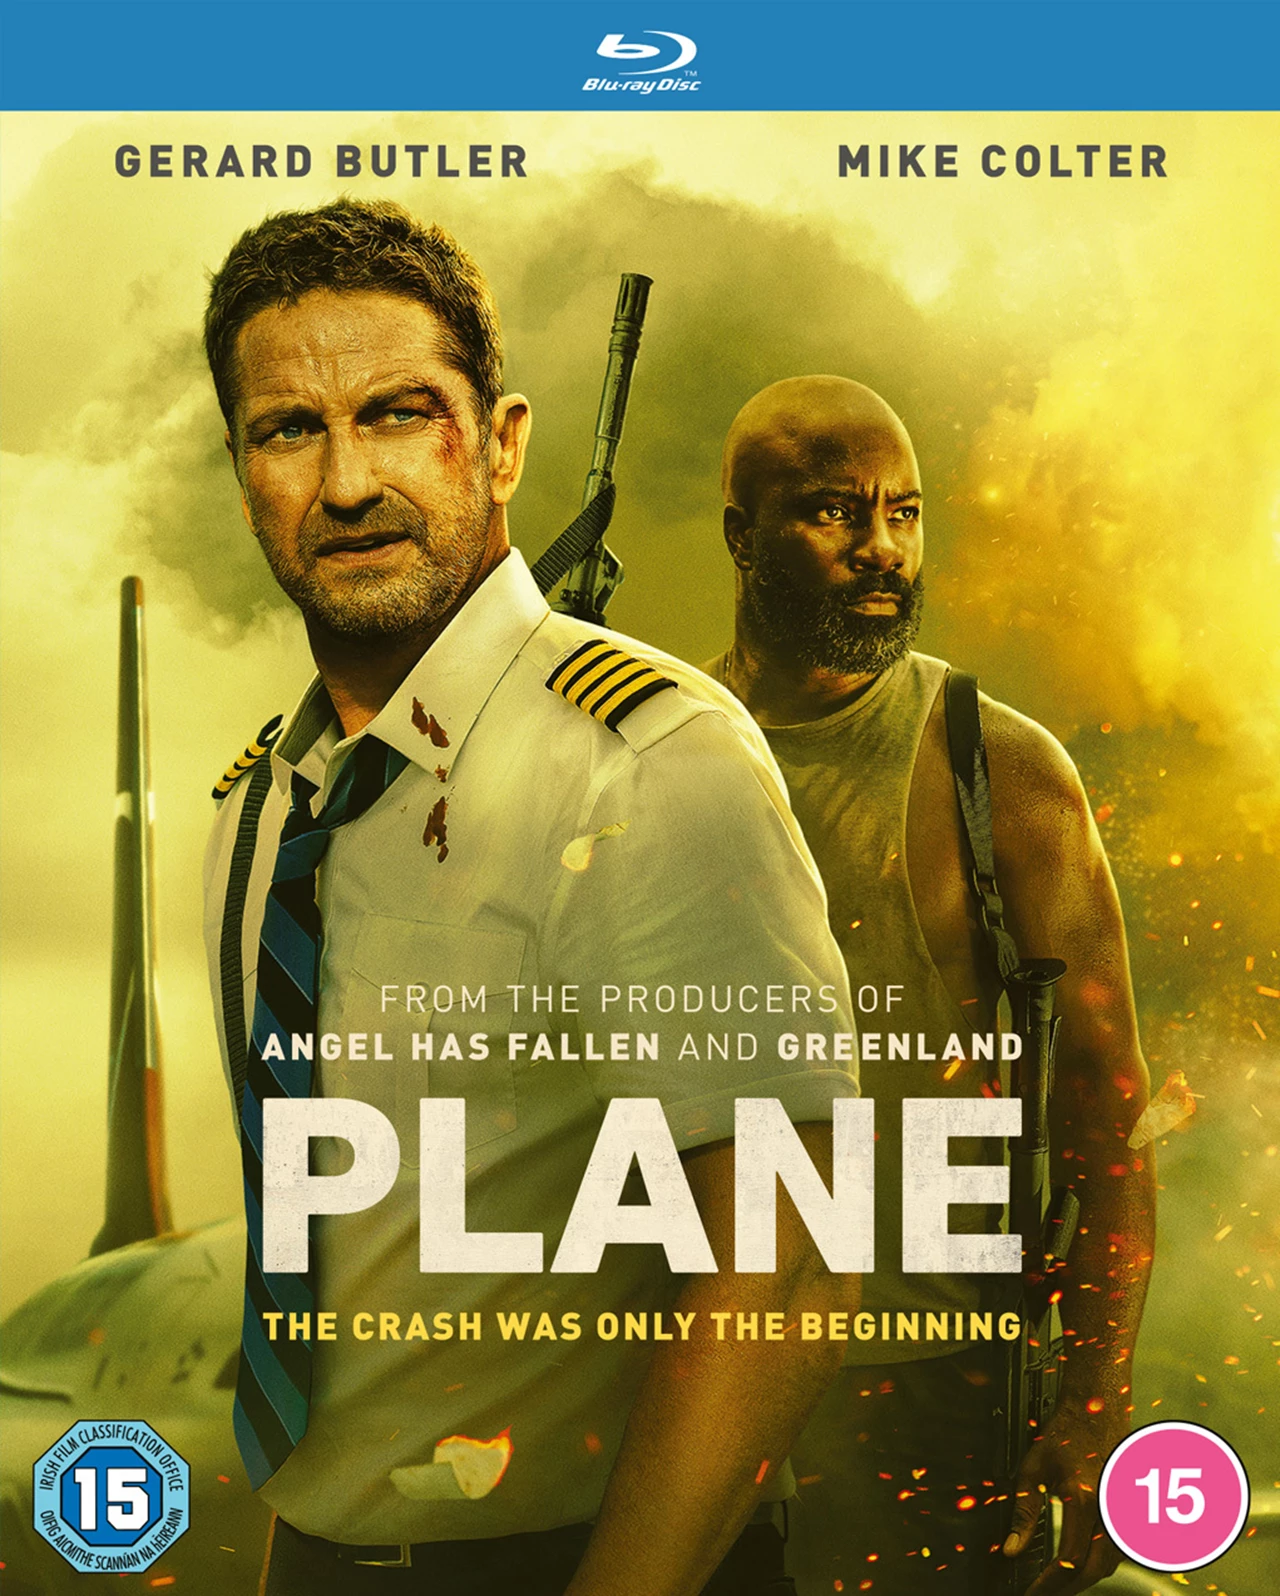 Blu-ray Disc
TM
GERARD BUTLER
MIKE COLTER
FROM THE PRODUCERS OF
ANGEL HAS FALLEN AND GREENLAND
PLANE
THE CRASH WAS ONLY THE BEGINNING
IRISH FILM CLASSIFICATION OFFICE
15
OIFIG AICMITHE SCANNÁN NA hÉIREANN
15